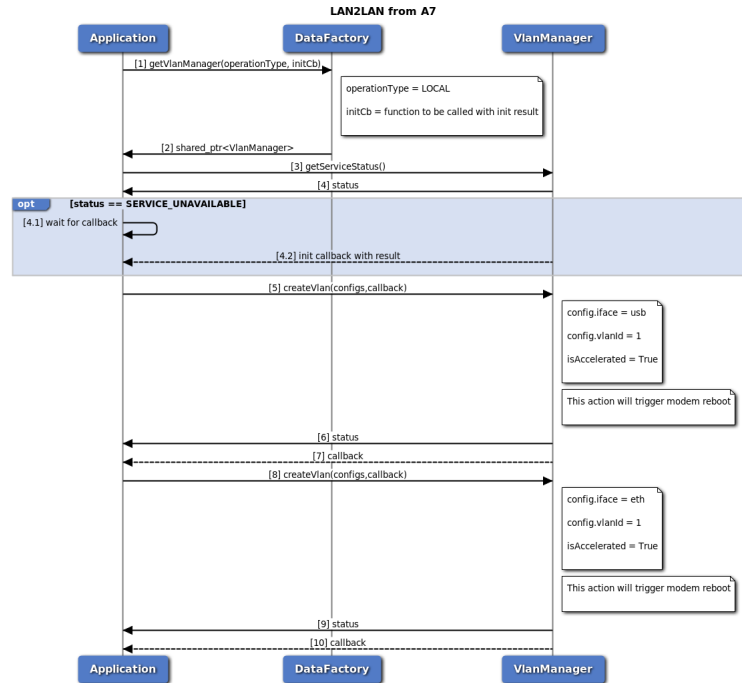 LAN2LAN from A7
Application
DataFactory
VlanManager
[1] getVlanManager(operationType, initCb)
operationType = LOCAL
initCb = function to be called with init result
[2] shared_ptr<VlanManager>
[3] getServiceStatus()
[4] status
opt
[status == SERVICE_UNAVAILABLE]
[4.1] wait for callback
[4.2] init callback with result
[5] createVlan(configs,callback)
config.iface = usb
config.vlanId = 1
isAccelerated = True
This action will trigger modem reboot
[6] status
[7] callback
[8] createVlan(configs,callback)
config.iface = eth
config.vlanId = 1
isAccelerated = True
This action will trigger modem reboot
[9] status
[10] callback
Application
DataFactory
VlanManager